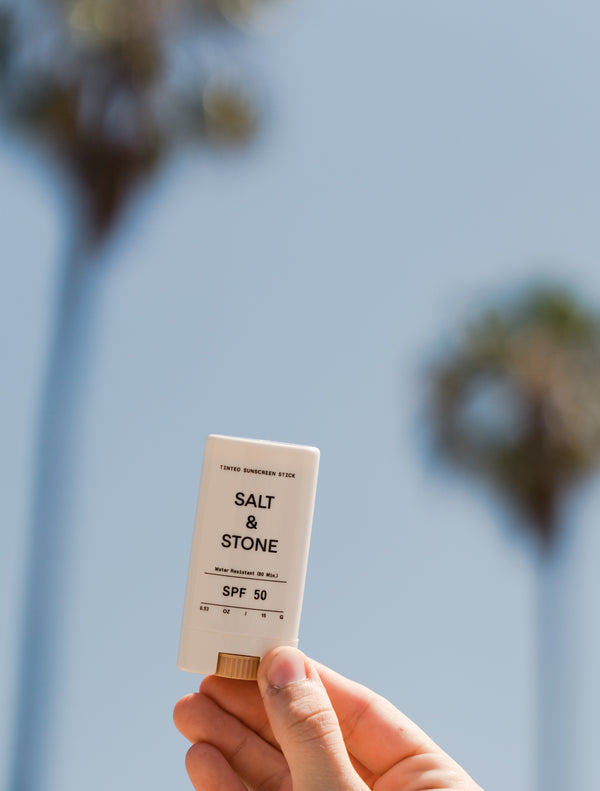 TINTED SUNSCREEN STICK
SALT
&
STONE
Water Resistant (80 Min.)
SPF 50
0.53 OZ / 15 G